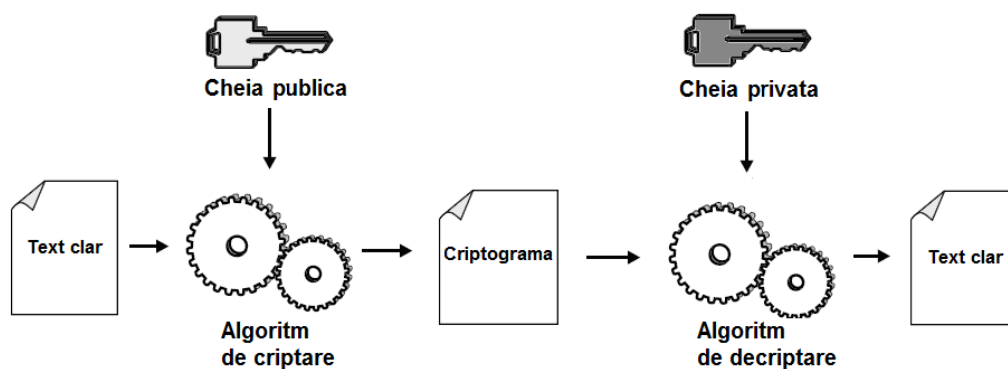 Cheia publica
Cheia privata
Text clar
Criptograma
Text clar
Algoritm
de criptare
Algoritm
de decriptare